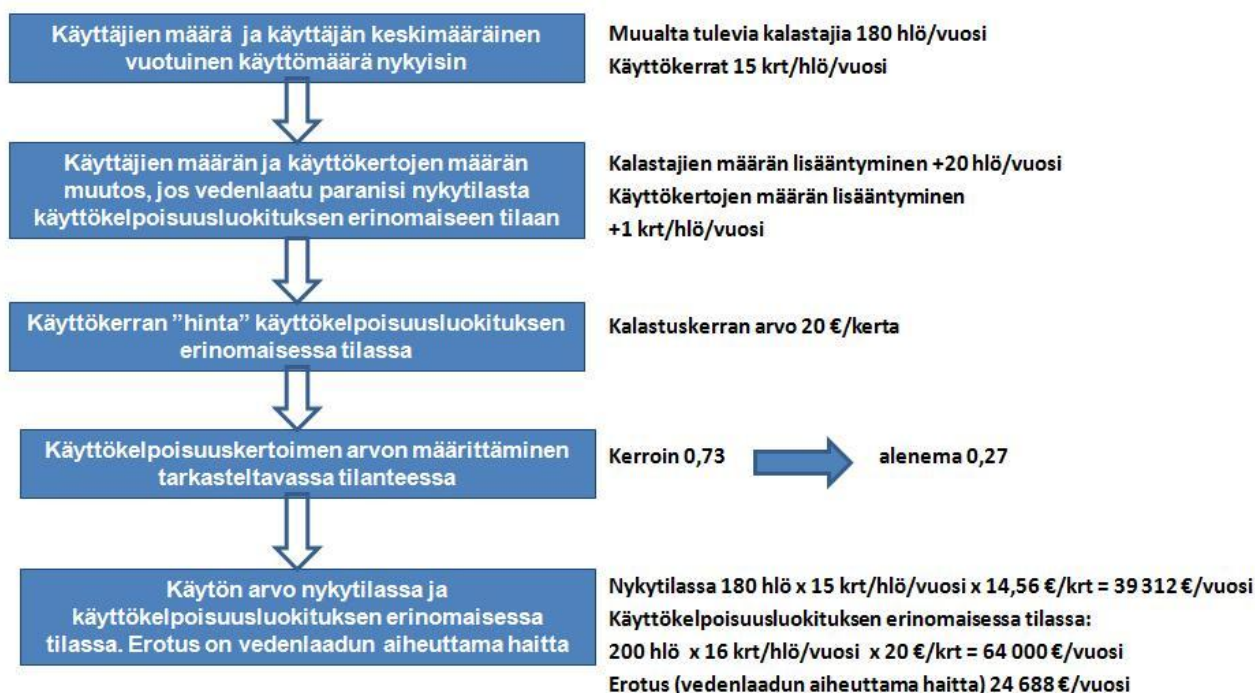 Käyttäjien määrä ja käyttäjän keskimääräinen
vuotuinen käyttömäärä nykyisin
Muualta tulevia kalastajia 180 hlö/vuosi
Käyttökerrat 15 krt/hlö/vuosi
Käyttäjien määrän ja käyttökertojen määrän
muutos, jos vedenlaatu paranisi nykytilasta
käyttökelpoisuusluokituksen erinomaiseen tilaan
Kalastajien määrän lisääntyminen +20 hlö/vuosi
Käyttökertojen määrän lisääntyminen
+1 krt/hlö/vuosi
Käyttökerran ”hinta” käyttökelpoisuusluokituksen
erinomaisessa tilassa
Kalastuskerran arvo 20 €/kerta
Käyttökelpoisuuskertoimen arvon määrittäminen
tarkasteltavassa tilanteessa
Kerroin 0,73 alenema 0,27
Käytön arvo nykytilassa ja
käyttökelpoisuusluokituksen erinomaisessa
tilassa. Erotus on vedenlaadun aiheuttama haitta
Nykytilassa 180 hlö x 15 krt/hlö/vuosi x 14,56 €/krt = 39 312 €/vuosi
Käyttökelpoisuusluokituksen erinomaisessa tilassa:
200 hlö x 16 krt/hlö/vuosi x 20 €/krt = 64 000 €/vuosi
Erotus (vedenlaadun aiheuttama haitta) 24 688 €/vuosi